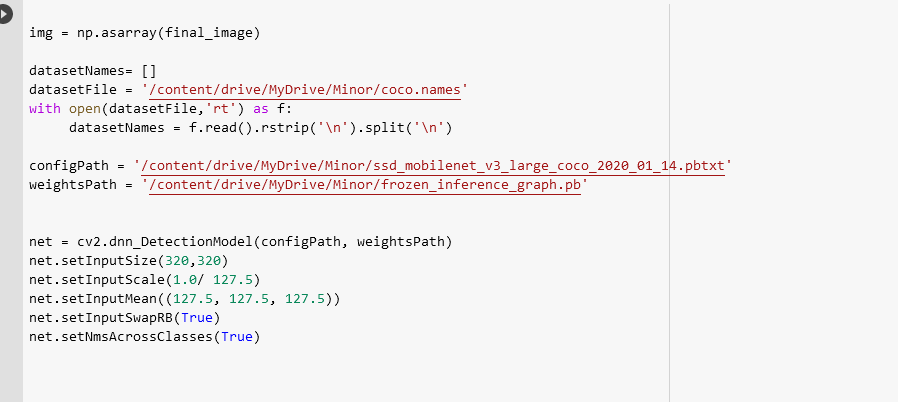 img = np.asarray(final_image)
datasetNames= []
datasetFile = '/content/drive/MyDrive/Minor/coco.names'
with open(datasetFile,'rt') as f:
     datasetNames = f.read().rstrip('\n').split('\n')
configPath = '/content/drive/MyDrive/Minor/ssd_mobilenet_v3_large_coco_2020_01_14.pbtxt'
weightsPath = '/content/drive/MyDrive/Minor/frozen_inference_graph.pb'
net = cv2.dnn_DetectionModel(configPath, weightsPath)
net.setInputSize(320,320)
net.setInputScale(1.0/ 127.5)
net.setInputMean((127.5, 127.5, 127.5))
net.setInputSwapRB(True)
net.setNmsAcrossClasses(True)